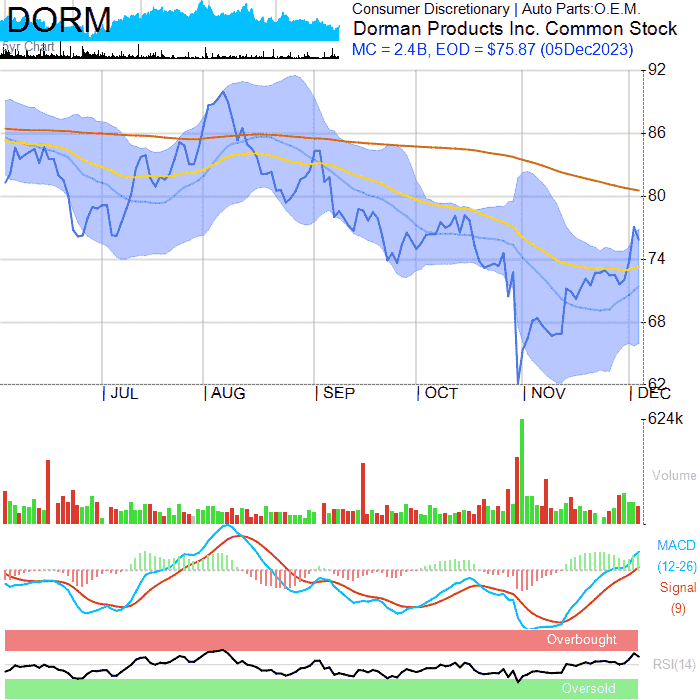 DORM
Consumer Discretionary | Auto Parts:O.E.M.
Dorman Products Inc. Common Stock
MC = 2.4B, EOD = $75.87 (05Dec2023)
5yr Chart
92
86
80
74
68
62
JUL
AUG
SEP
OCT
NOV
DEC
624k
Volume
MACD
(12-26)
Signal
(9)
Overbought
RSI(14)
Oversold